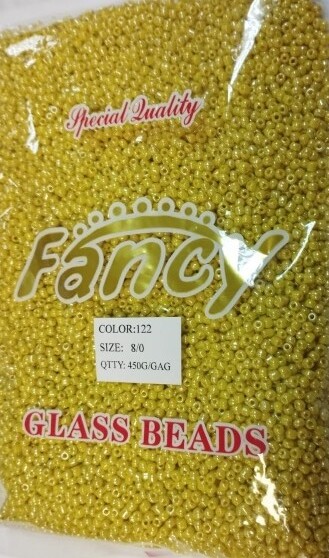 Special Quality
Fancy
COLOR:122
SIZE: 8/0
QTTY: 450G/GAG
GLASS BEADS